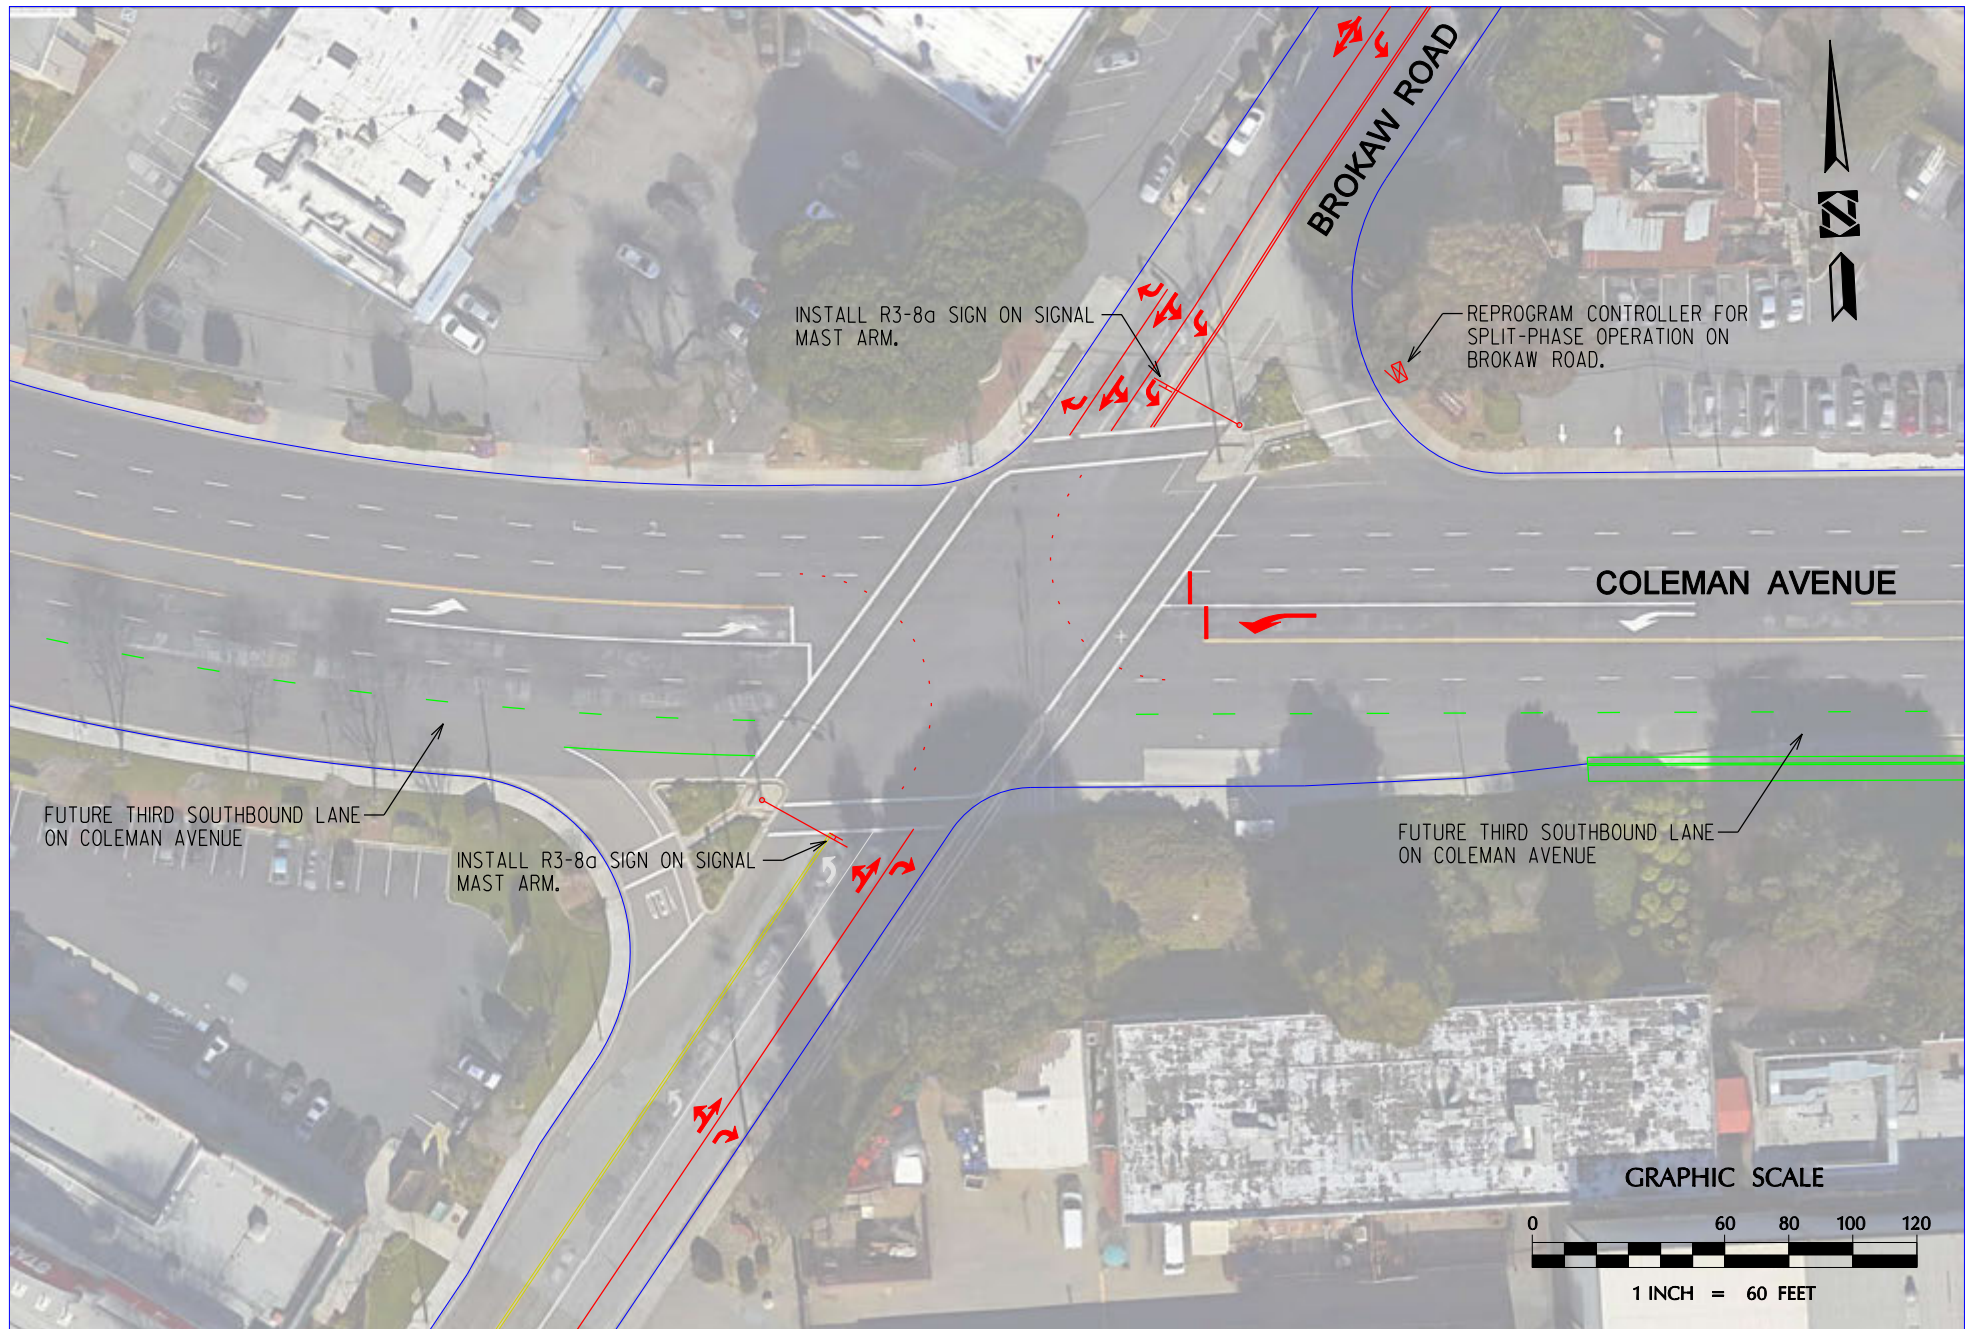 BROKAW ROAD
INSTALL R3-8a SIGN ON SIGNAL
MAST ARM.
REPROGRAM CONTROLLER FOR
SPLIT-PHASE OPERATION ON
BROKAW ROAD.
COLEMAN AVENUE
FUTURE THIRD SOUTHBOUND LANE
ON COLEMAN AVENUE
INSTALL R3-8a SIGN ON SIGNAL
MAST ARM.
FUTURE THIRD SOUTHBOUND LANE
ON COLEMAN AVENUE
GRAPHIC SCALE
0 60 80 100 120
1 INCH = 60 FEET